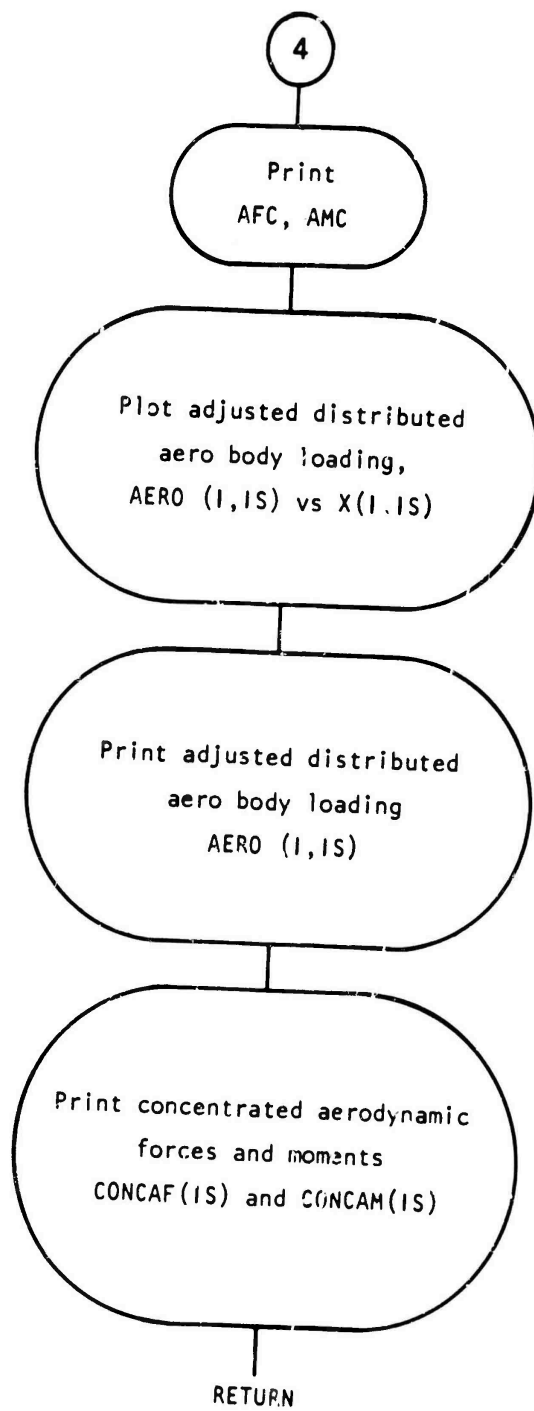 4
Print
AFC, AMC
Plot adjusted distributed
aero body loading,
AERO (I,IS) vs X(I.IS)
Print adjusted distributed
aero body loading
AERO (I,IS)
Print concentrated aerodynamic
forces and moments
CONCAF(IS) and CONCAM(IS)
RETURN